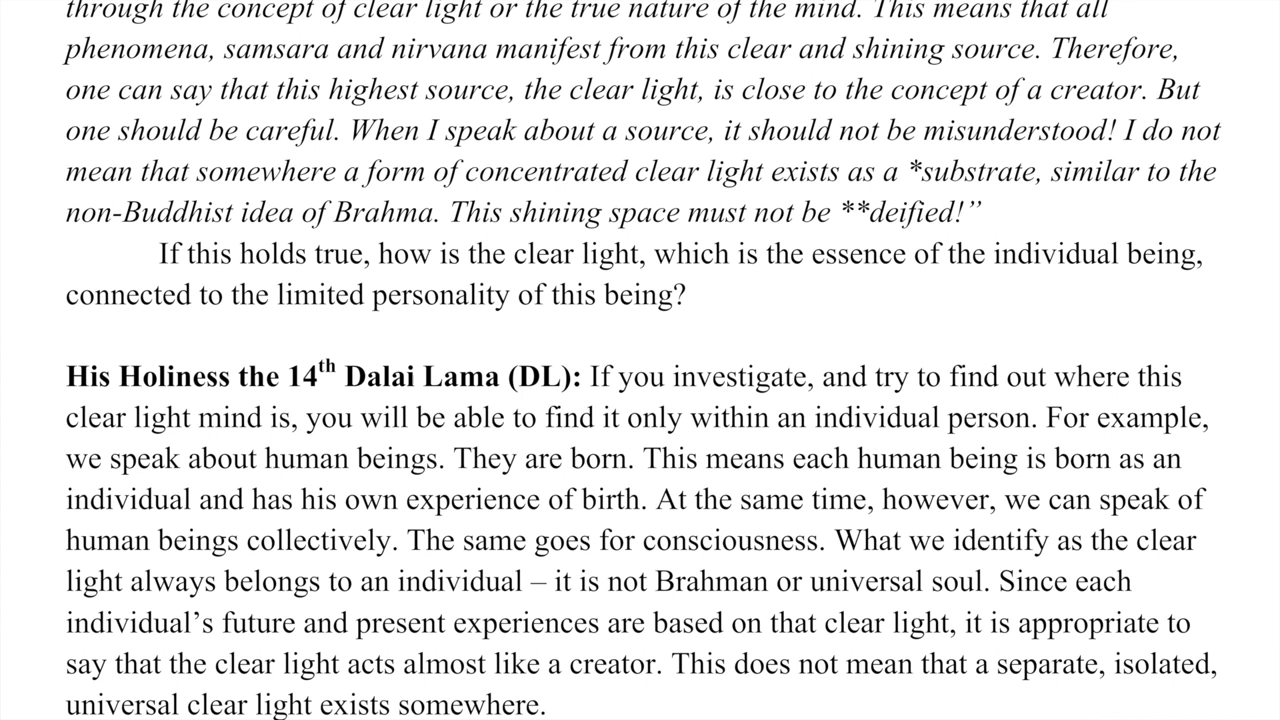 through the concept of clear light or the true nature of the mind. This means that all
phenomena, samsara and nirvana manifest from this clear and shining source. Therefore,
one can say that this highest source, the clear light, is close to the concept of a creator. But
one should be careful. When I speak about a source, it should not be misunderstood! I do not
mean that somewhere a form of concentrated clear light exists as a *substrate, similar to the
non-Buddhist idea of Brahma. This shining space must not be **deified!”
If this holds true, how is the clear light, which is the essence of the individual being,
connected to the limited personality of this being?
His Holiness the 14th Dalai Lama (DL): If you investigate, and try to find out where this
clear light mind is, you will be able to find it only within an individual person. For example,
we speak about human beings. They are born. This means each human being is born as an
individual and has his own experience of birth. At the same time, however, we can speak of
human beings collectively. The same goes for consciousness. What we identify as the clear
light always belongs to an individual – it is not Brahman or universal soul. Since each
individual’s future and present experiences are based on that clear light, it is appropriate to
say that the clear light acts almost like a creator. This does not mean that a separate, isolated,
universal clear light exists somewhere.